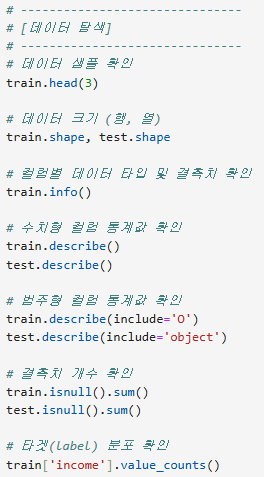 # -------------------------------
# [데이터 탐색]
# -------------------------------
# 데이터 샘플 확인
train.head(3)
# 데이터 크기 (행, 열)
train.shape, test.shape
# 컬럼별 데이터 타입 및 결측치 확인
train.info()
# 수치형 컬럼 통계값 확인
train.describe()
test.describe()
# 범주형 컬럼 통계값 확인
train.describe(include='O')
test.describe(include='object')
# 결측치 개수 확인
train.isnull().sum()
test.isnull().sum()
# 타겟(label) 분포 확인
train['income'].value_counts()